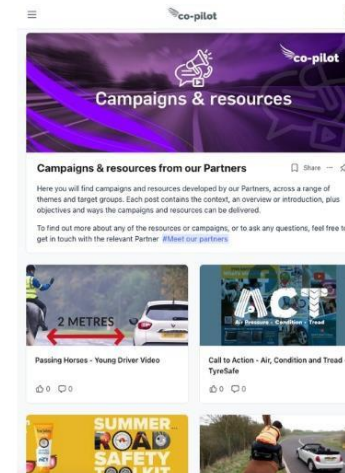 co-pilot
co-pilot
Campaigns & resources
Campaigns & resources from our Partners
Share
Here you will find campaigns and resources developed by our Partners, across a range of
themes and target groups. Each post contains the context, an overview or introduction, plus
objectives and ways the campaigns and resources can be delivered.
To find out more about any of the resources or campaigns, or to ask any questions, feel free to
get in touch with the relevant Partner #Meet our partners
2 METRES
ACT
Air Pressure - Condition - Tread
Passing Horses - Young Driver Video
Call to Action - Air, Condition and Tread -
TyreSafe
0 0
0 0
SUMMER
ROAD
SAFETY
TOOLKIT